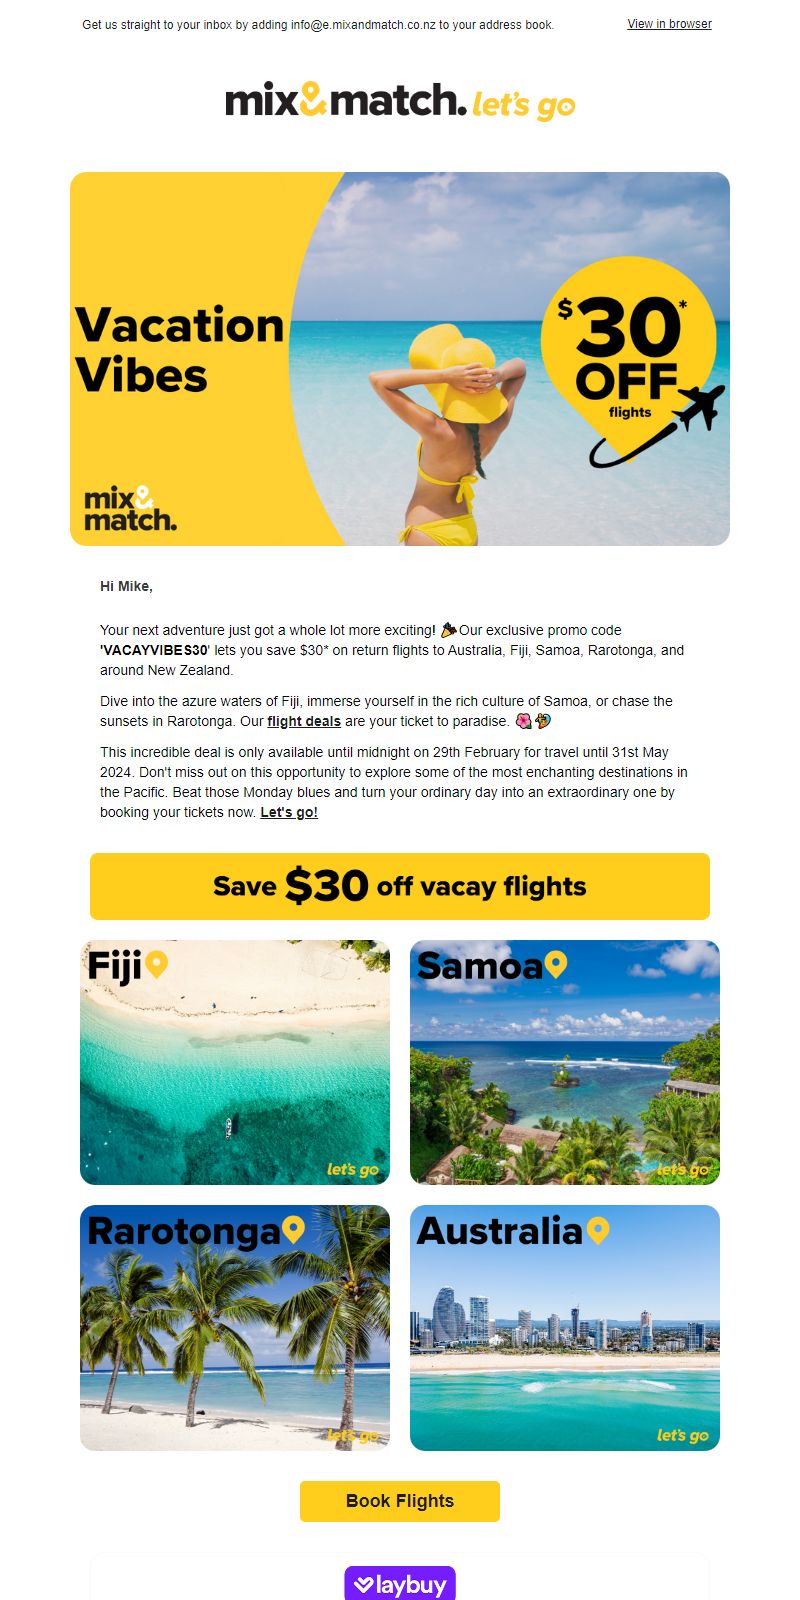 Get us straight to your inbox by adding info@e.mixandmatch.co.nz to your address book.
View in browser
mix&match. let's go
Vacation
Vibes
$30*
OFF
flights
mix&
match.
Hi Mike,
Your next adventure just got a whole lot more exciting! 🎉Our exclusive promo code
'VACAYVIBES30' lets you save $30* on return flights to Australia, Fiji, Samoa, Rarotonga, and
around New Zealand.
Dive into the azure waters of Fiji, immerse yourself in the rich culture of Samoa, or chase the
sunsets in Rarotonga. Our flight deals are your ticket to paradise. 🌺🏄
This incredible deal is only available until midnight on 29th February for travel until 31st May
2024. Don't miss out on this opportunity to explore some of the most enchanting destinations in
the Pacific. Beat those Monday blues and turn your ordinary day into an extraordinary one by
booking your tickets now. Let's go!
Save $30 off vacay flights
Fiji
let's go
Samoa
let's go
Rarotonga
let's go
Australia
let's go
Book Flights
laybuy